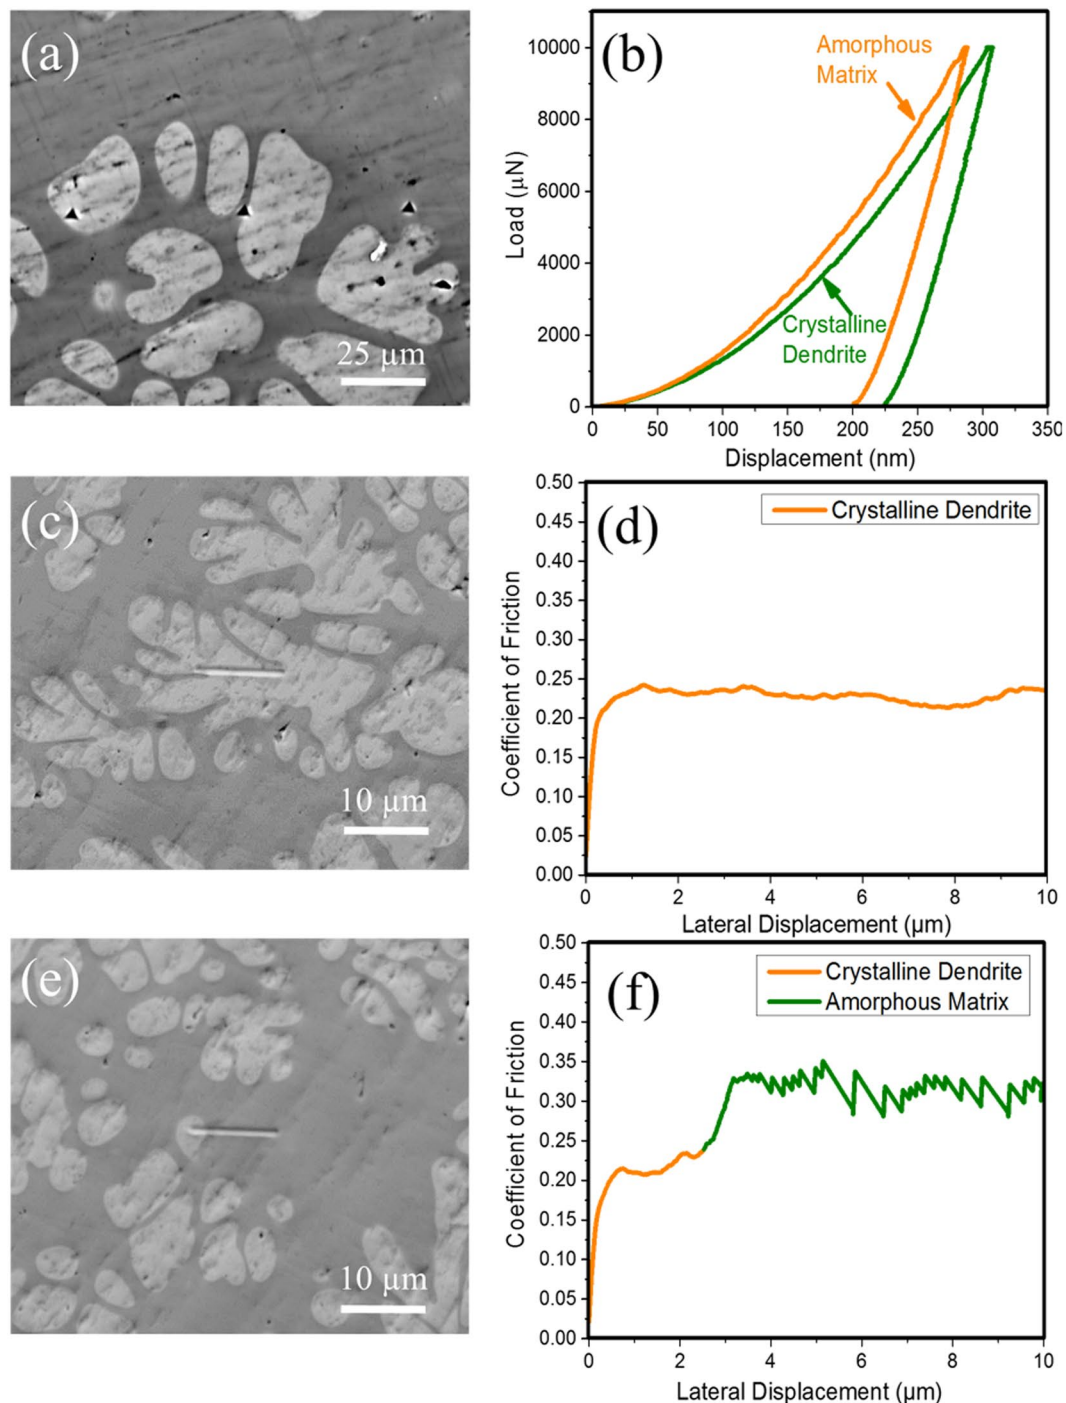 (a)
25 µm
(b)
Amorphous
Matrix
Crystalline
Dendrite
10000
8000
6000
4000
2000
0
Load (µN)
0 50 100 150 200 250 300 350
Displacement (nm)
(c)
10 µm
(d)
Crystalline Dendrite
0.50
0.45
0.40
0.35
0.30
0.25
0.20
0.15
0.10
0.05
0.00
Coefficient of Friction
0 2 4 6 8 10
Lateral Displacement (µm)
(e)
10 µm
(f)
Crystalline Dendrite
Amorphous Matrix
0.50
0.45
0.40
0.35
0.30
0.25
0.20
0.15
0.10
0.05
0.00
Coefficient of Friction
0 2 4 6 8 10
Lateral Displacement (µm)